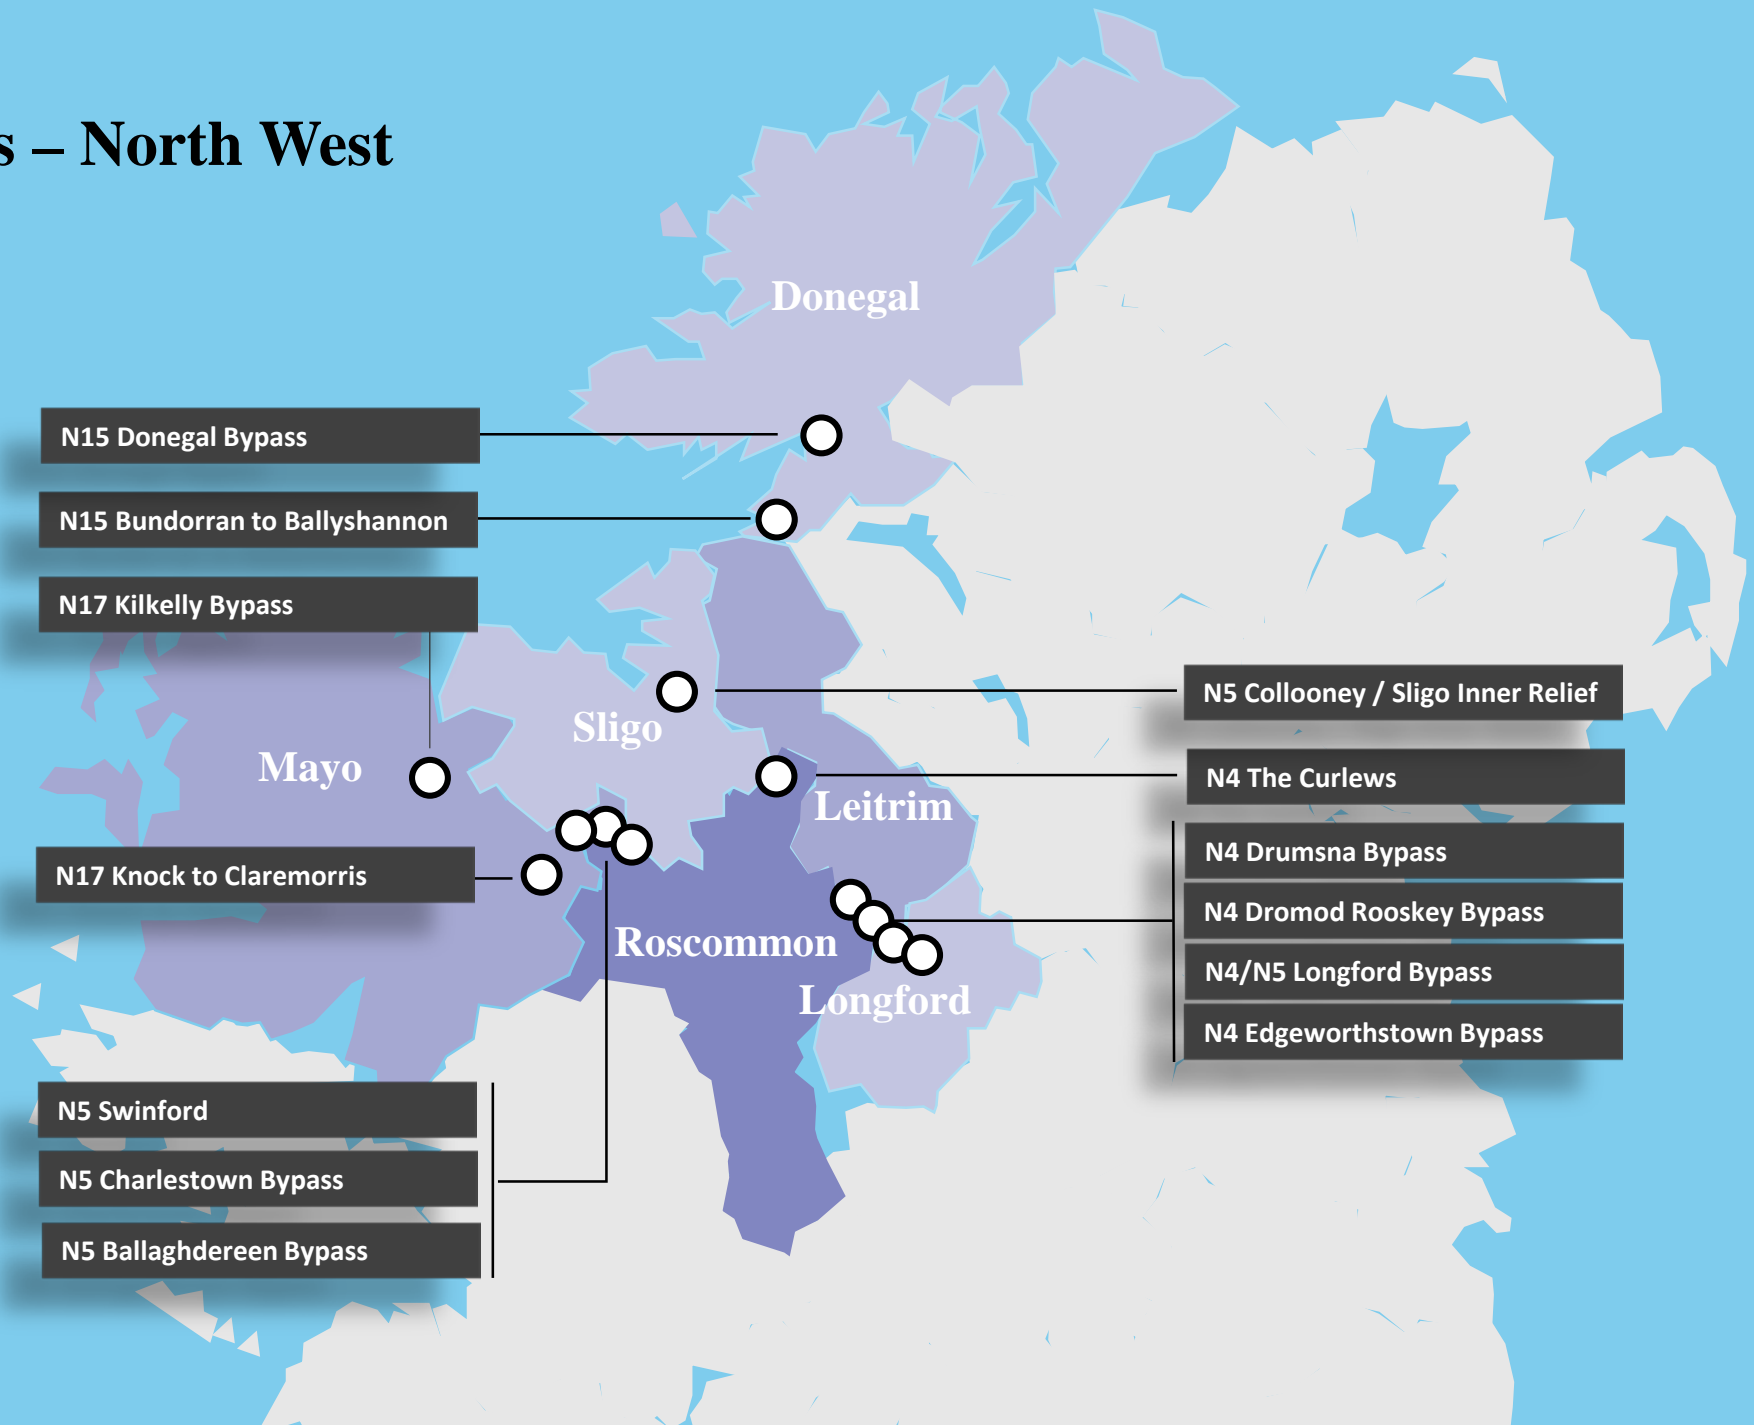 s – North West
Donegal
N15 Donegal Bypass
N15 Bundorran to Ballyshannon
N17 Kilkelly Bypass
N5 Collooney / Sligo Inner Relief
Sligo
Mayo
N4 The Curlews
Leitrim
N4 Drumsna Bypass
N17 Knock to Claremorris
N4 Dromod Rooskey Bypass
Roscommon
N4/N5 Longford Bypass
Longford
N4 Edgeworthstown Bypass
N5 Swinford
N5 Charlestown Bypass
N5 Ballaghdereen Bypass